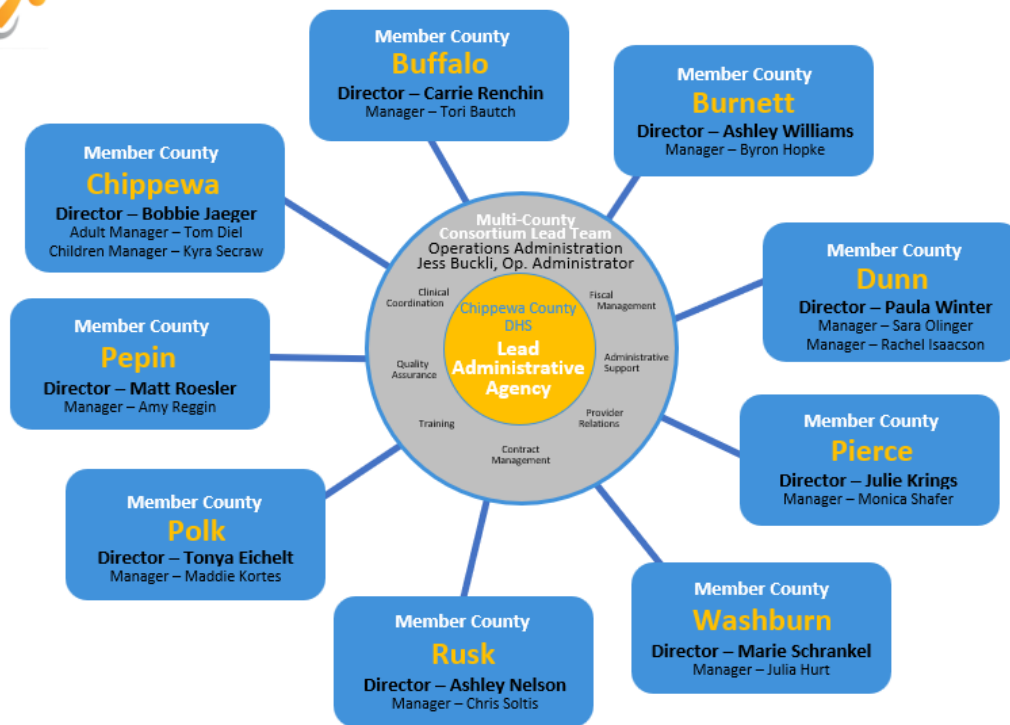 Member County
Buffalo
Director – Carrie Renchin
Manager – Tori Bautch
Member County
Burnett
Director – Ashley Williams
Manager – Byron Hopke
Member County
Chippewa
Director – Bobbie Jaeger
Adult Manager – Tom Diel
Children Manager – Kyra Secraw
Member County
Dunn
Director – Paula Winter
Manager – Sara Olinger
Manager – Rachel Isaacson
Member County
Pepin
Director – Matt Roesler
Manager – Amy Reggin
Member County
Pierce
Director – Julie Krings
Manager – Monica Shafer
Member County
Polk
Director – Tonya Eichelt
Manager – Maddie Kortes
Member County
Rusk
Director – Ashley Nelson
Manager – Chris Soltis
Member County
Washburn
Director – Marie Schrankel
Manager – Julia Hurt
Multi-County
Consortium Lead Team
Operations Administration
Jess Buckli, Op. Administrator
Clinical
Coordination
Fiscal
Management
Quality
Assurance
Administrative
Support
Training
Provider
Relations
Contract
Management
Chippewa County
DHS
Lead
Administrative
Agency